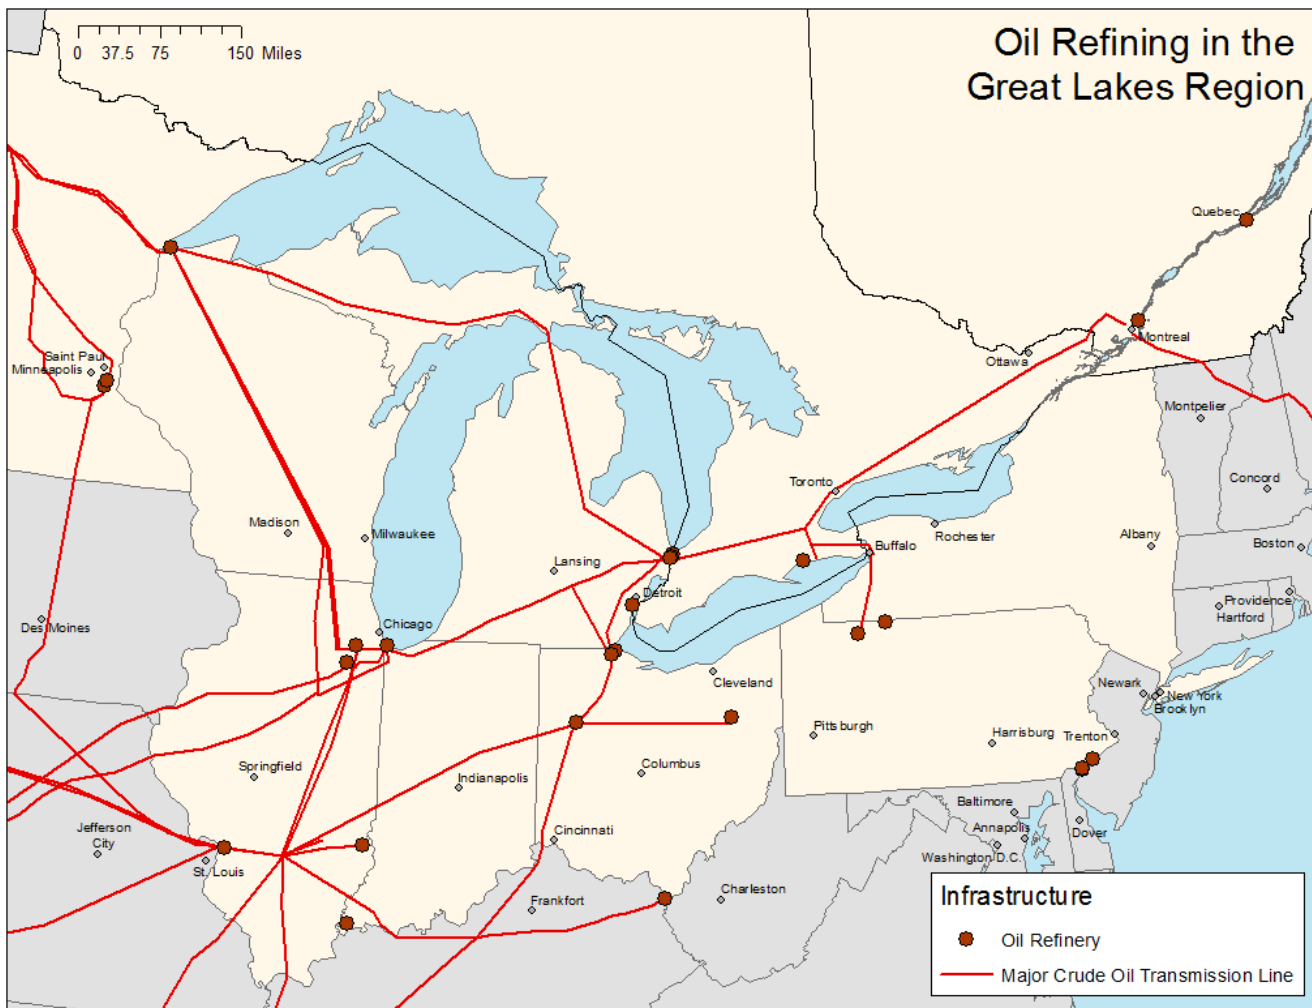 Oil Refining in the
Great Lakes Region
0 37.5 75 150 Miles
Quebec
Montreal
Ottawa
Saint Paul
Minneapolis
Montpelier
Toronto
Concord
Madison
Milwaukee
Rochester
Albany
Buffalo
Boston
Lansing
Detroit
Providence
Hartford
Des Moines
Chicago
Cleveland
Newark
New York
Brooklyn
Pittsburgh
Harrisburg
Trenton
Springfield
Columbus
Indianapolis
Baltimore
Jefferson
City
Cincinnati
Annapolis
Dover
Washington D.C.
St. Louis
Charleston
Frankfort
Infrastructure
Oil Refinery
Major Crude Oil Transmission Line